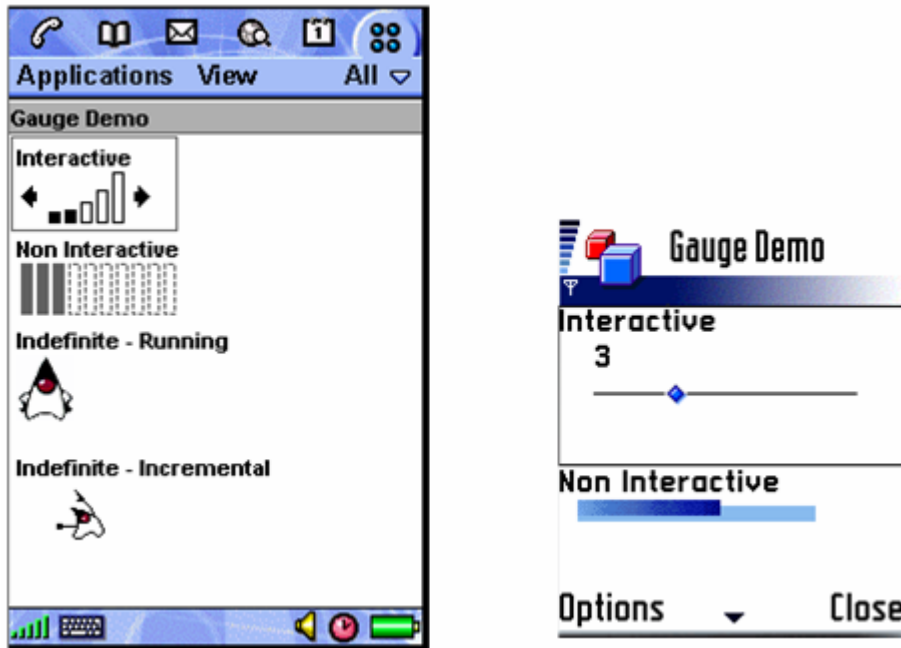 1
Applications View All
Gauge Demo
Interactive
Non Interactive
Indefinite - Running
Indefinite - Incremental
Gauge Demo
Interactive
3
Non Interactive
Options Close